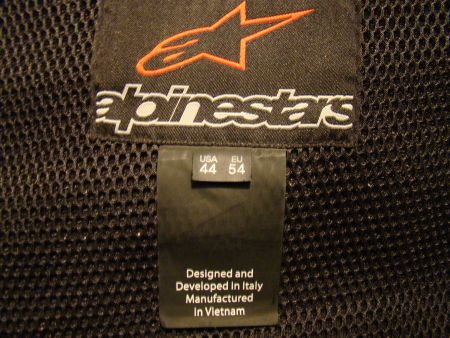 alpinestars
USA EU
44 54
Designed and
Developed in Italy
Manufactured
in Vietnam